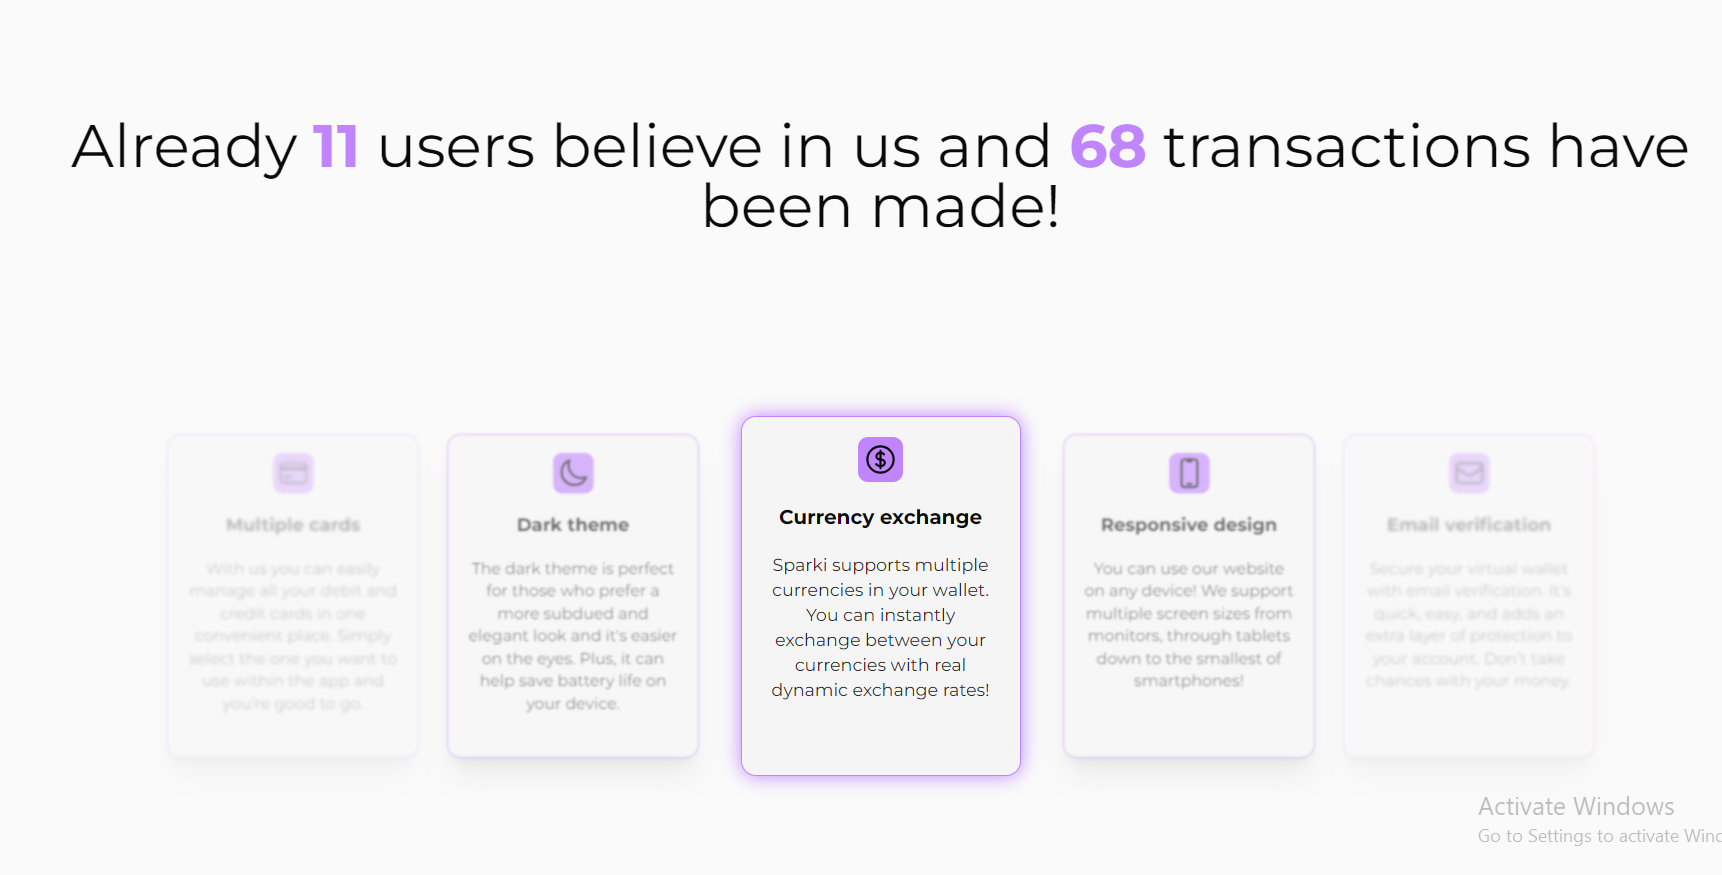 Already 11 users believe in us and 68 transactions have
been made!
Multiple cards
With us you can easily
manage all your debit and
credit cards in one
convenient place. Simply
select the one you want to
use within the app and
you're good to go.
Dark theme
The dark theme is perfect
for those who prefer a
more subdued and
elegant look and it's easier
on the eyes. Plus, it can
help save battery life on
your device.
Currency exchange
Sparki supports multiple
currencies in your wallet.
You can instantly
exchange between your
currencies with real
dynamic exchange rates!
Responsive design
You can use our website
on any device! We support
multiple screen sizes from
monitors, through tablets
down to the smallest of
smartphones!
Email verification
Secure your virtual wallet
with email verification. It's
quick, easy, and adds an
extra layer of protection to
your account. Don't take
chances with your money.
Activate Windows
Go to Settings to activate Winc